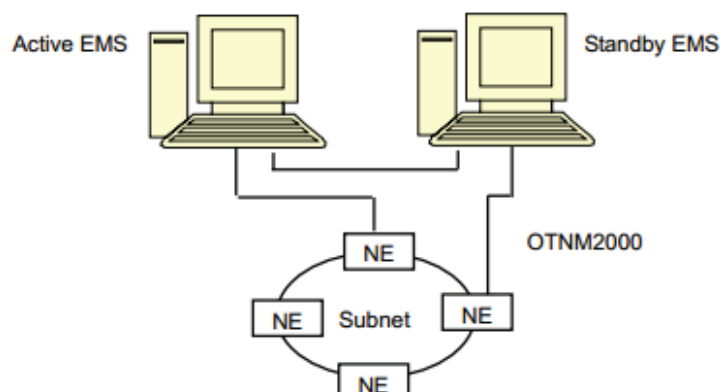 Active EMS
Standby EMS
OTNM2000
NE
NE
Subnet
NE
NE